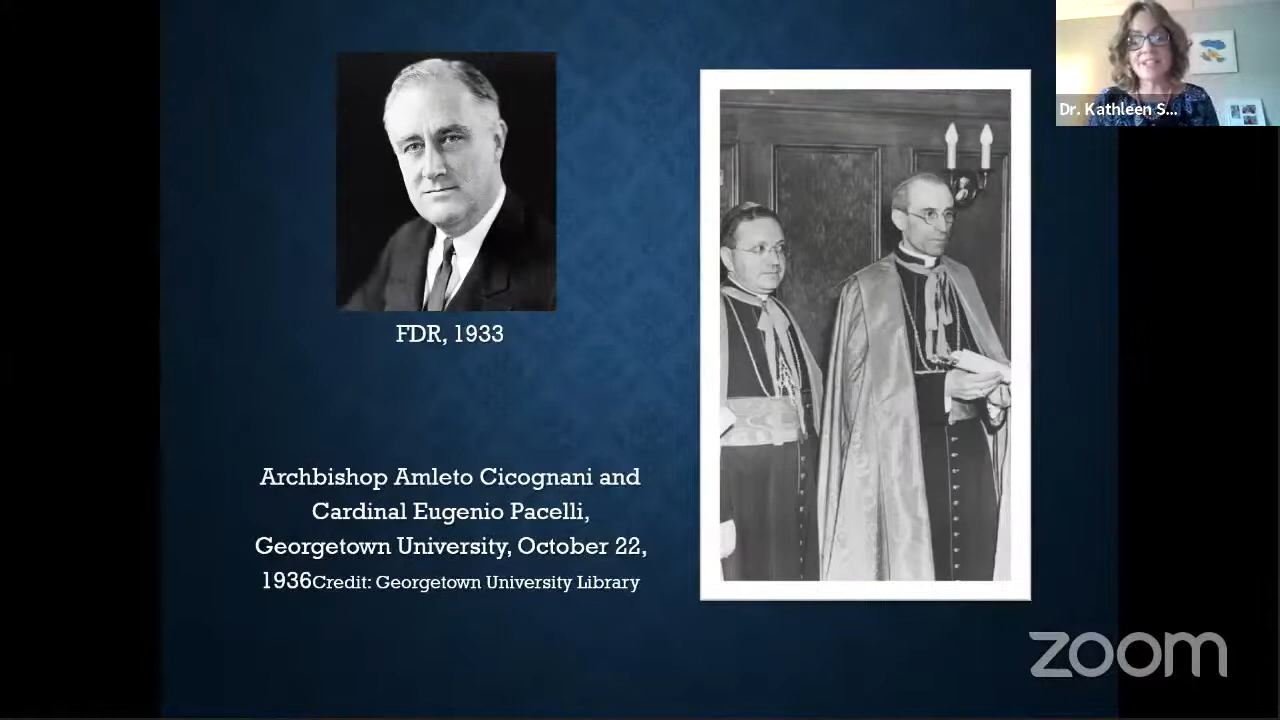 Dr. Kathleen S...
FDR, 1933
Archbishop Amleto Cicognani and
Cardinal Eugenio Pacelli,
Georgetown University, October 22,
1936Credit: Georgetown University Library
zoom